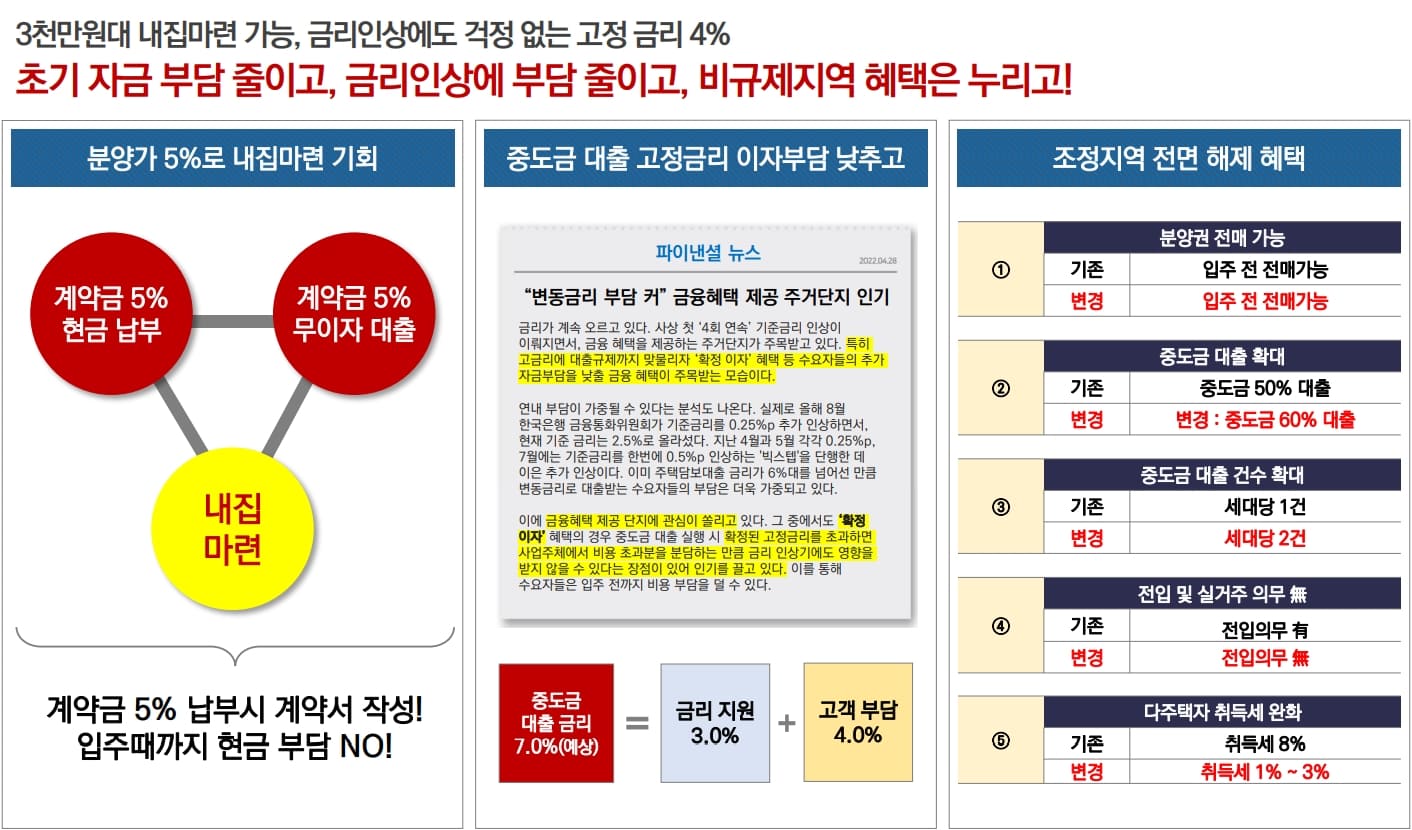 3천만원대 내집마련 가능, 금리인상에도 걱정 없는 고정 금리 4%
초기 자금 부담 줄이고, 금리인상에 부담 줄이고, 비규제지역 혜택은 누리고!
분양가 5%로 내집마련 기회
계약금 5%
현금 납부
계약금 5%
무이자 대출
내집
마련
계약금 5% 납부시 계약서 작성!
입주때까지 현금 부담 NO!
중도금 대출 고정금리 이자부담 낮추고
파이낸셜 뉴스
2022.04.28
“변동금리 부담 커” 금융혜택 제공 주거단지 인기
금리가 계속 오르고 있다. 사상 첫 ‘4회 연속’ 기준금리 인상이
이뤄지면서, 금융 혜택을 제공하는 주거단지가 주목받고 있다. 특히
고금리에 대출규제까지 맞물리자 ‘확정 이자’ 혜택 등 수요자들의 추가
자금부담을 낮출 금융 혜택이 주목받는 모습이다.
연내 부담이 가중될 수 있다는 분석도 나온다. 실제로 올해 8월
한국은행 금융통화위원회가 기준금리를 0.25%p 추가 인상하면서,
현재 기준 금리는 2.5%로 올라섰다. 지난 4월과 5월 각각 0.25%p,
7월에는 기준금리를 한번에 0.5%p 인상하는 ‘빅스텝’을 단행한 데
이은 추가 인상이다. 이미 주택담보대출 금리가 6%대를 넘어선 만큼
변동금리로 대출받는 수요자들의 부담은 더욱 가중되고 있다.
이에 금융혜택 제공 단지에 관심이 쏠리고 있다. 그 중에서도 ‘확정
이자’ 혜택의 경우 중도금 대출 실행 시 확정된 고정금리를 초과하면
사업주체에서 비용 초과분을 분담하는 만큼 금리 인상기에도 영향을
받지 않을 수 있다는 장점이 있어 인기를 끌고 있다. 이를 통해
수요자들은 입주 전까지 비용 부담을 덜 수 있다.
중도금
대출 금리
7.0%(예상)
=
금리 지원
3.0%
+
고객 부담
4.0%
조정지역 전면 해제 혜택
① 분양권 전매 가능
기존 입주 전 전매가능
변경 입주 전 전매가능
② 중도금 대출 확대
기존 중도금 50% 대출
변경 변경 : 중도금 60% 대출
③ 중도금 대출 건수 확대
기존 세대당 1건
변경 세대당 2건
④ 전입 및 실거주 의무 無
기존 전입의무 有
변경 전입의무 無
⑤ 다주택자 취득세 완화
기존 취득세 8%
변경 취득세 1% ~ 3%